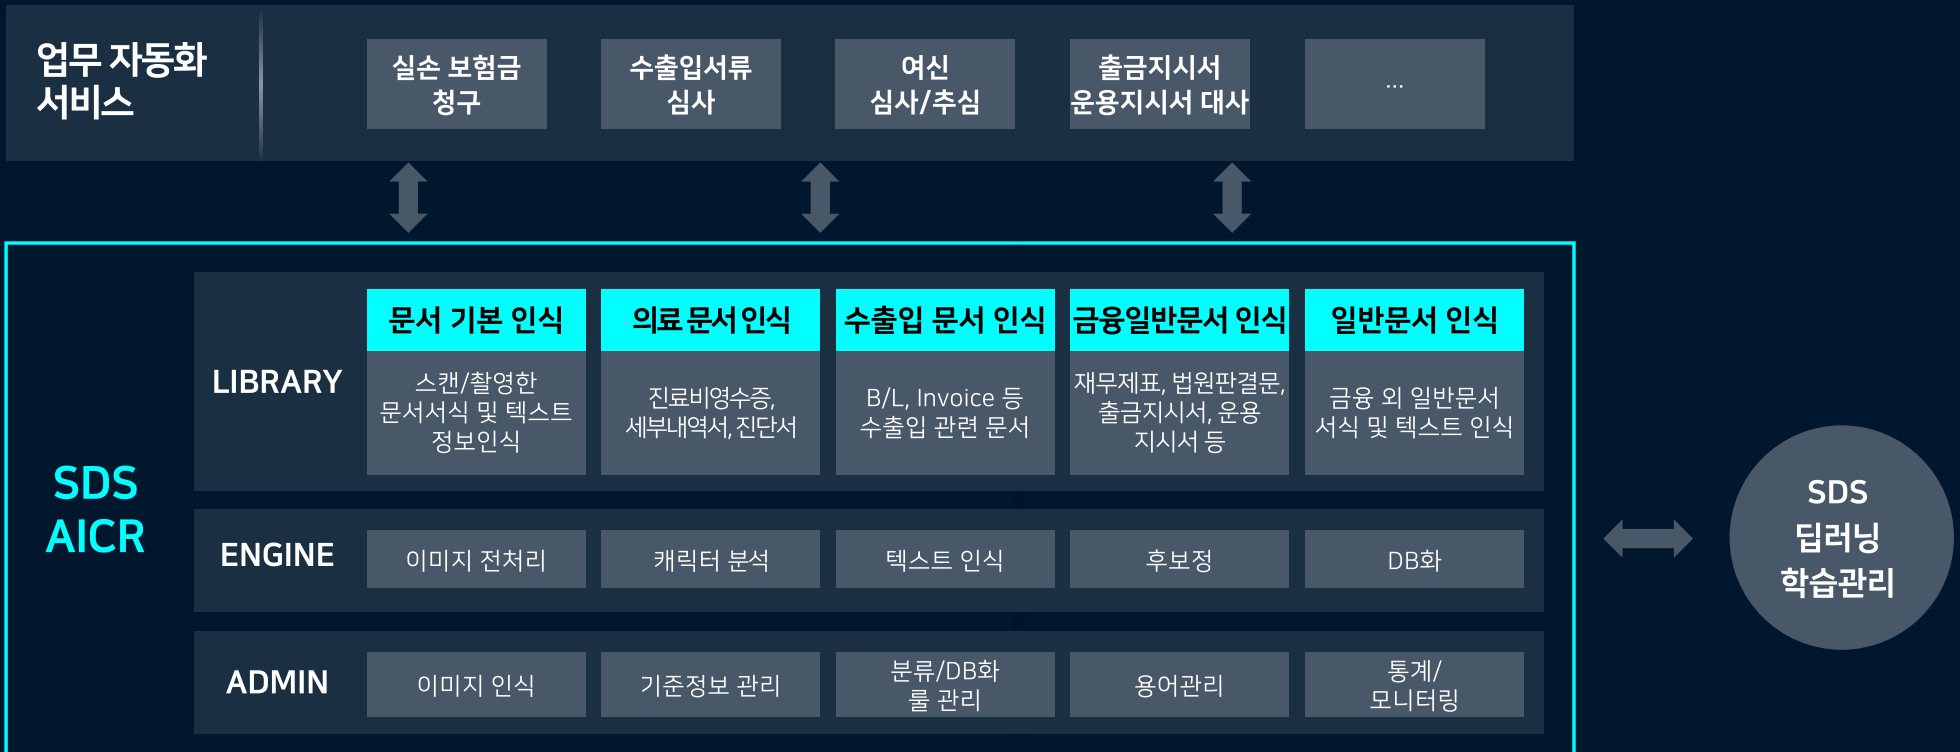 업무 자동화
서비스
실손 보험금
청구
수출입서류
심사
여신
심사/추심
출금지시서
운용지시서 대사
...
SDS
AICR
LIBRARY
문서 기본 인식
스캔/촬영한
문서서식 및 텍스트
정보인식
의료 문서 인식
진료비영수증,
세부내역서, 진단서
수출입 문서 인식
B/L, Invoice 등
수출입 관련 문서
금융일반문서 인식
재무제표, 법원판결문,
출금지시서, 운용
지시서 등
일반문서 인식
금융 외 일반문서
서식 및 텍스트 인식
ENGINE
이미지 전처리
캐릭터 분석
텍스트 인식
후보정
DB화
ADMIN
이미지 인식
기준정보 관리
분류/DB화
룰 관리
용어관리
통계/
모니터링
SDS
딥러닝
학습관리